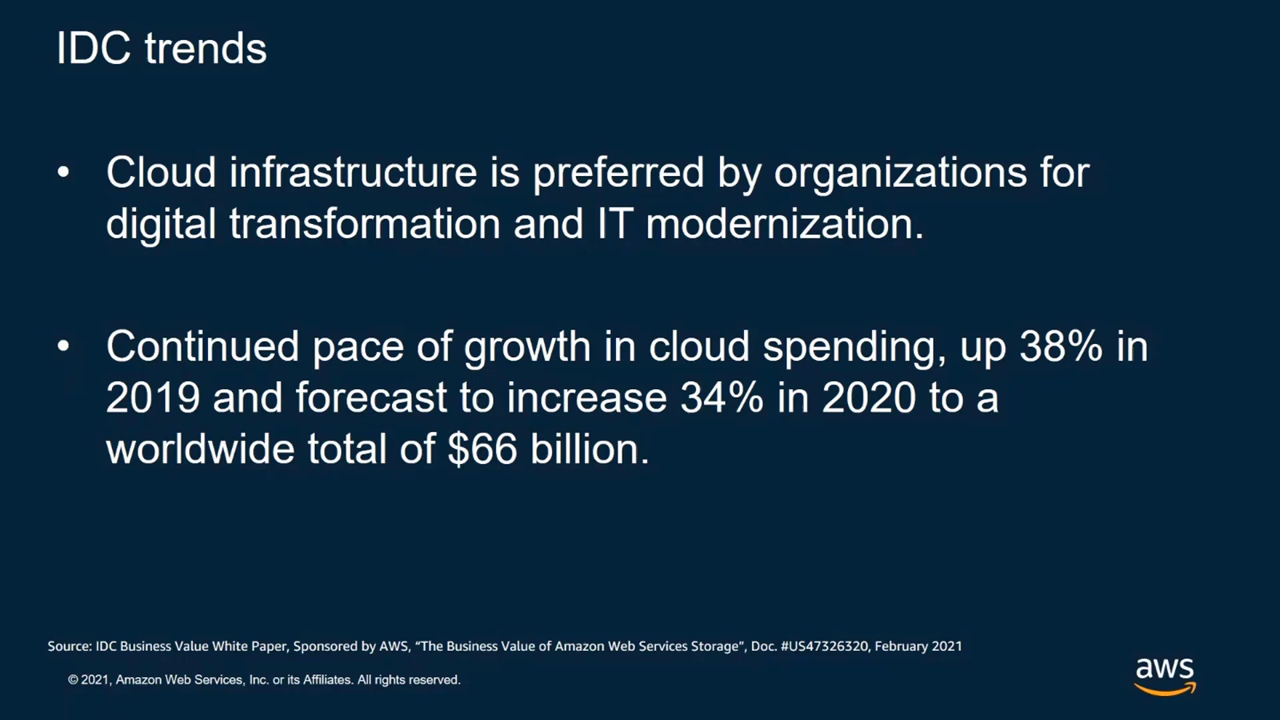 IDC trends
• Cloud infrastructure is preferred by organizations for
digital transformation and IT modernization.
• Continued pace of growth in cloud spending, up 38% in
2019 and forecast to increase 34% in 2020 to a
worldwide total of $66 billion.
Source: IDC Business Value White Paper, Sponsored by AWS, “The Business Value of Amazon Web Services Storage”, Doc. #US47326320, February 2021
© 2021, Amazon Web Services, Inc. or its Affiliates. All rights reserved.
aws